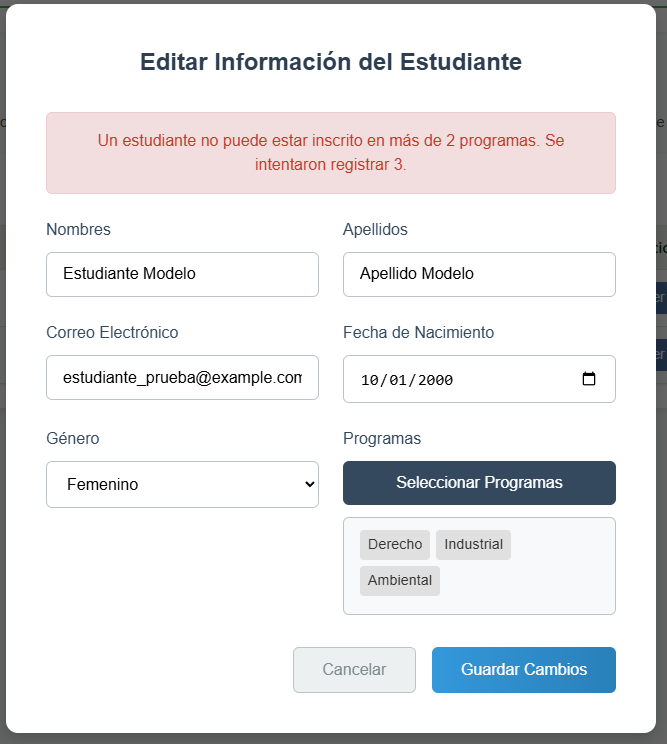 Editar Información del Estudiante
Un estudiante no puede estar inscrito en más de 2 programas. Se
intentaron registrar 3.
Nombres
Apellidos
Estudiante Modelo
Apellido Modelo
Correo Electrónico
Fecha de Nacimiento
estudiante_prueba@example.com
10/01/2000
Género
Programas
Femenino
Seleccionar Programas
Derecho
Industrial
Ambiental
Cancelar
Guardar Cambios